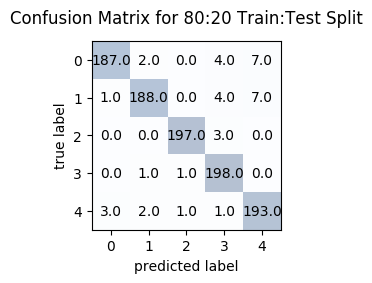 Confusion Matrix for 80:20 Train:Test Split
0 187.0 2.0 0.0 4.0 7.0
1 1.0 188.0 0.0 4.0 7.0
2 0.0 0.0 197.0 3.0 0.0
3 0.0 1.0 1.0 198.0 0.0
4 3.0 2.0 1.0 1.0 193.0
true label
0 1 2 3 4
predicted label